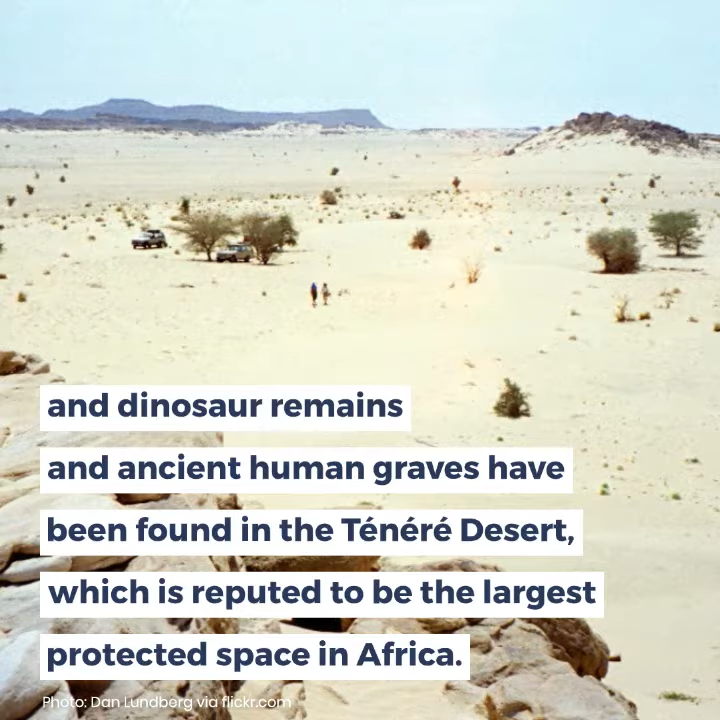 and dinosaur remains
and ancient human graves have
been found in the Ténéré Desert,
which is reputed to be the largest
protected space in Africa.
Photo: Dan Lundberg via flickr.com